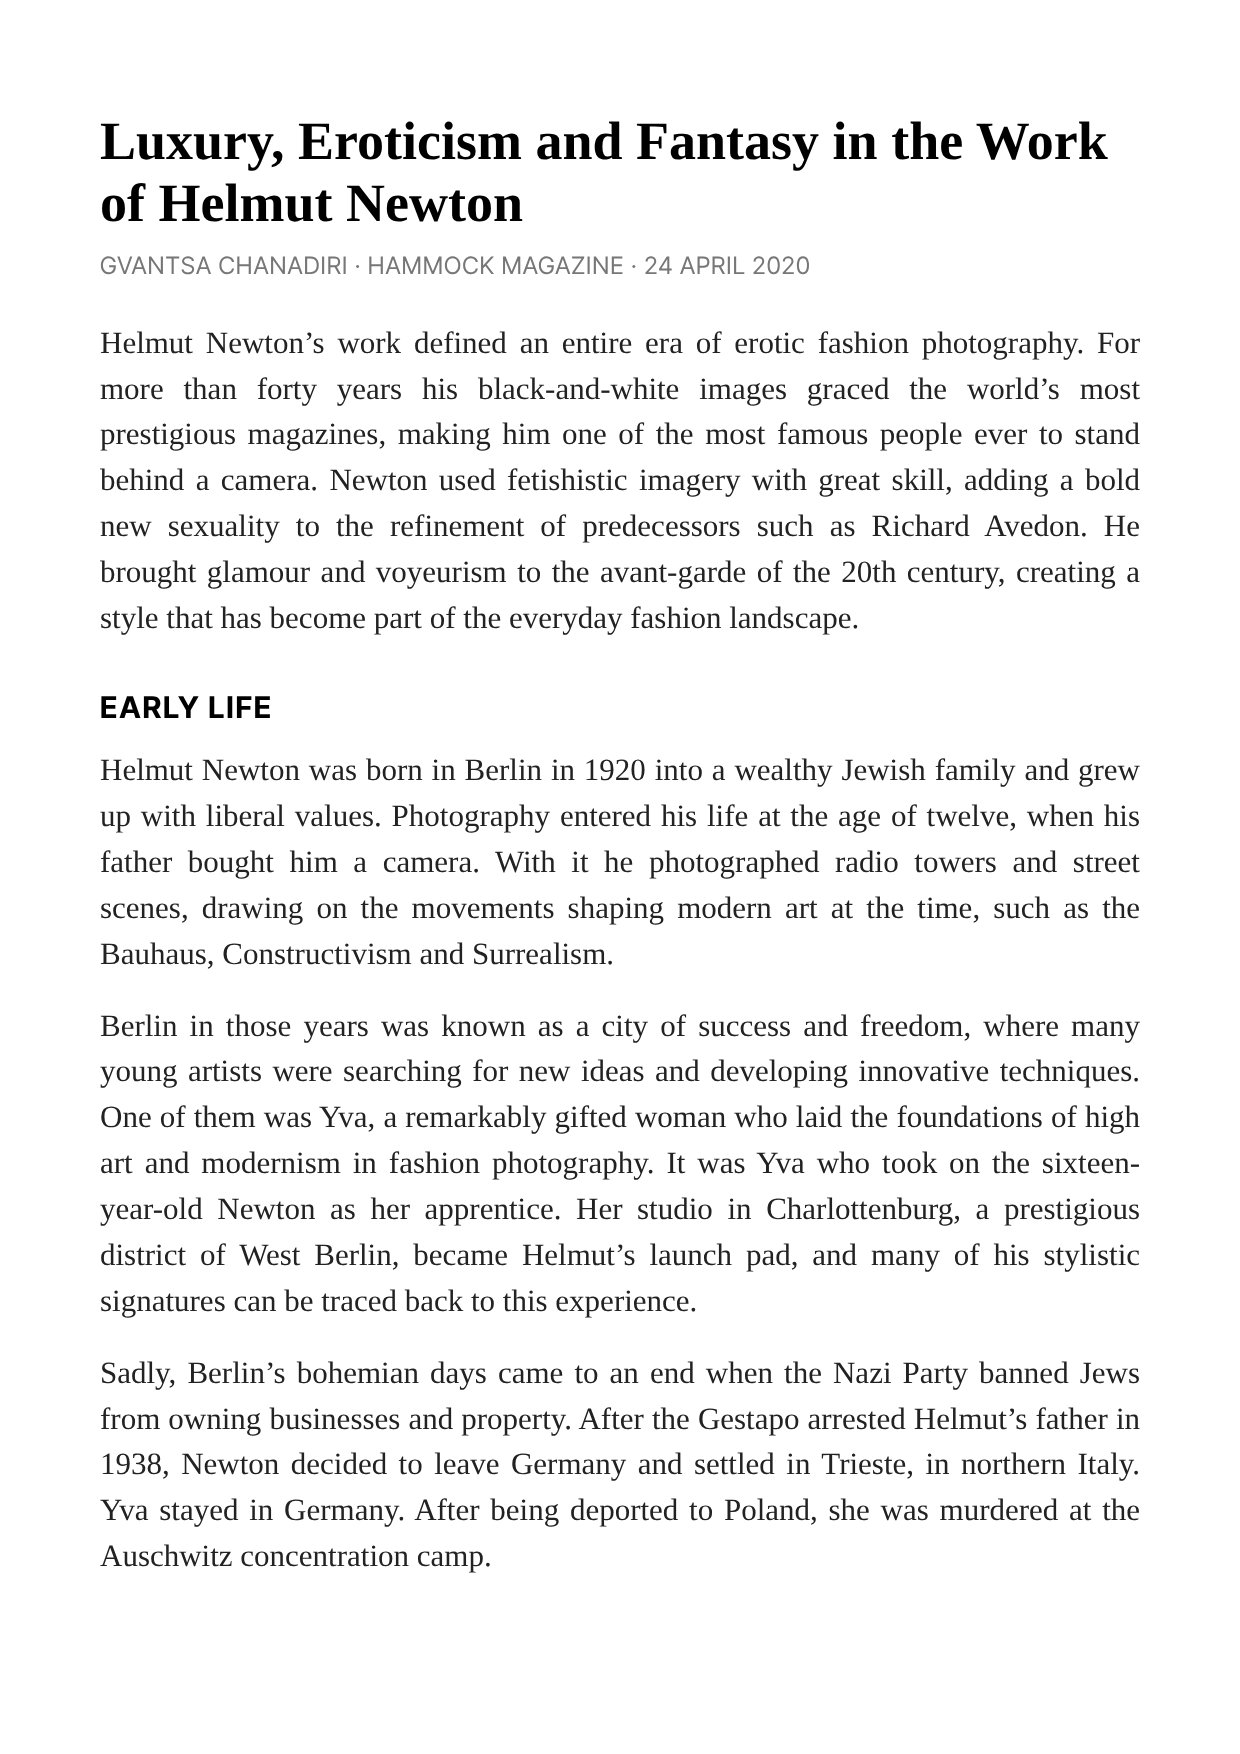 Luxury, Eroticism and Fantasy in the Work
of Helmut Newton
GVANTSA CHANADIRI · HAMMOCK MAGAZINE · 24 APRIL 2020
Helmut Newton’s work defined an entire era of erotic fashion photography. For
more than forty years his black-and-white images graced the world’s most
prestigious magazines, making him one of the most famous people ever to stand
behind a camera. Newton used fetishistic imagery with great skill, adding a bold
new sexuality to the refinement of predecessors such as Richard Avedon. He
brought glamour and voyeurism to the avant-garde of the 20th century, creating a
style that has become part of the everyday fashion landscape.
EARLY LIFE
Helmut Newton was born in Berlin in 1920 into a wealthy Jewish family and grew
up with liberal values. Photography entered his life at the age of twelve, when his
father bought him a camera. With it he photographed radio towers and street
scenes, drawing on the movements shaping modern art at the time, such as the
Bauhaus, Constructivism and Surrealism.
Berlin in those years was known as a city of success and freedom, where many
young artists were searching for new ideas and developing innovative techniques.
One of them was Yva, a remarkably gifted woman who laid the foundations of high
art and modernism in fashion photography. It was Yva who took on the sixteen-
year-old Newton as her apprentice. Her studio in Charlottenburg, a prestigious
district of West Berlin, became Helmut’s launch pad, and many of his stylistic
signatures can be traced back to this experience.
Sadly, Berlin’s bohemian days came to an end when the Nazi Party banned Jews
from owning businesses and property. After the Gestapo arrested Helmut’s father in
1938, Newton decided to leave Germany and settled in Trieste, in northern Italy.
Yva stayed in Germany. After being deported to Poland, she was murdered at the
Auschwitz concentration camp.